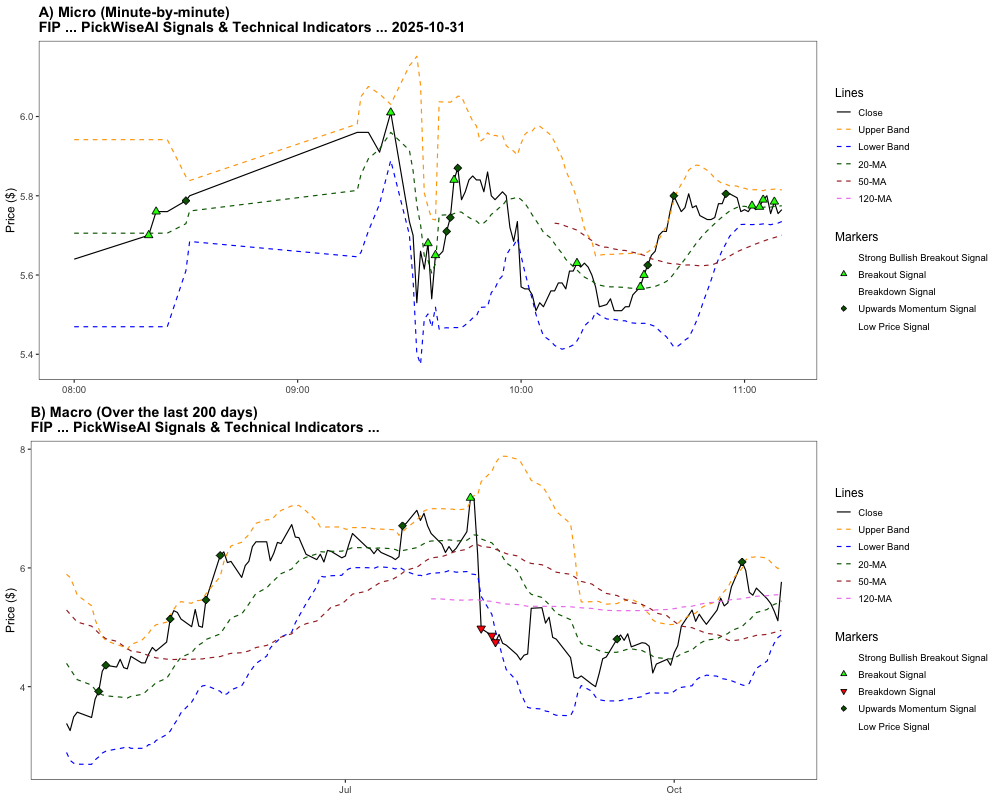 A) Micro (Minute-by-minute)
FIP ... PickWiseAI Signals & Technical Indicators ... 2025-10-31
Price ($)
6.0
5.8
5.6
5.4
08:00
09:00
10:00
11:00
Lines
Close
Upper Band
Lower Band
20-MA
50-MA
120-MA
Markers
Strong Bullish Breakout Signal
Breakout Signal
Breakdown Signal
Upwards Momentum Signal
Low Price Signal
B) Macro (Over the last 200 days)
FIP ... PickWiseAI Signals & Technical Indicators ...
Price ($)
8
6
4
Jul
Oct
Lines
Close
Upper Band
Lower Band
20-MA
50-MA
120-MA
Markers
Strong Bullish Breakout Signal
Breakout Signal
Breakdown Signal
Upwards Momentum Signal
Low Price Signal